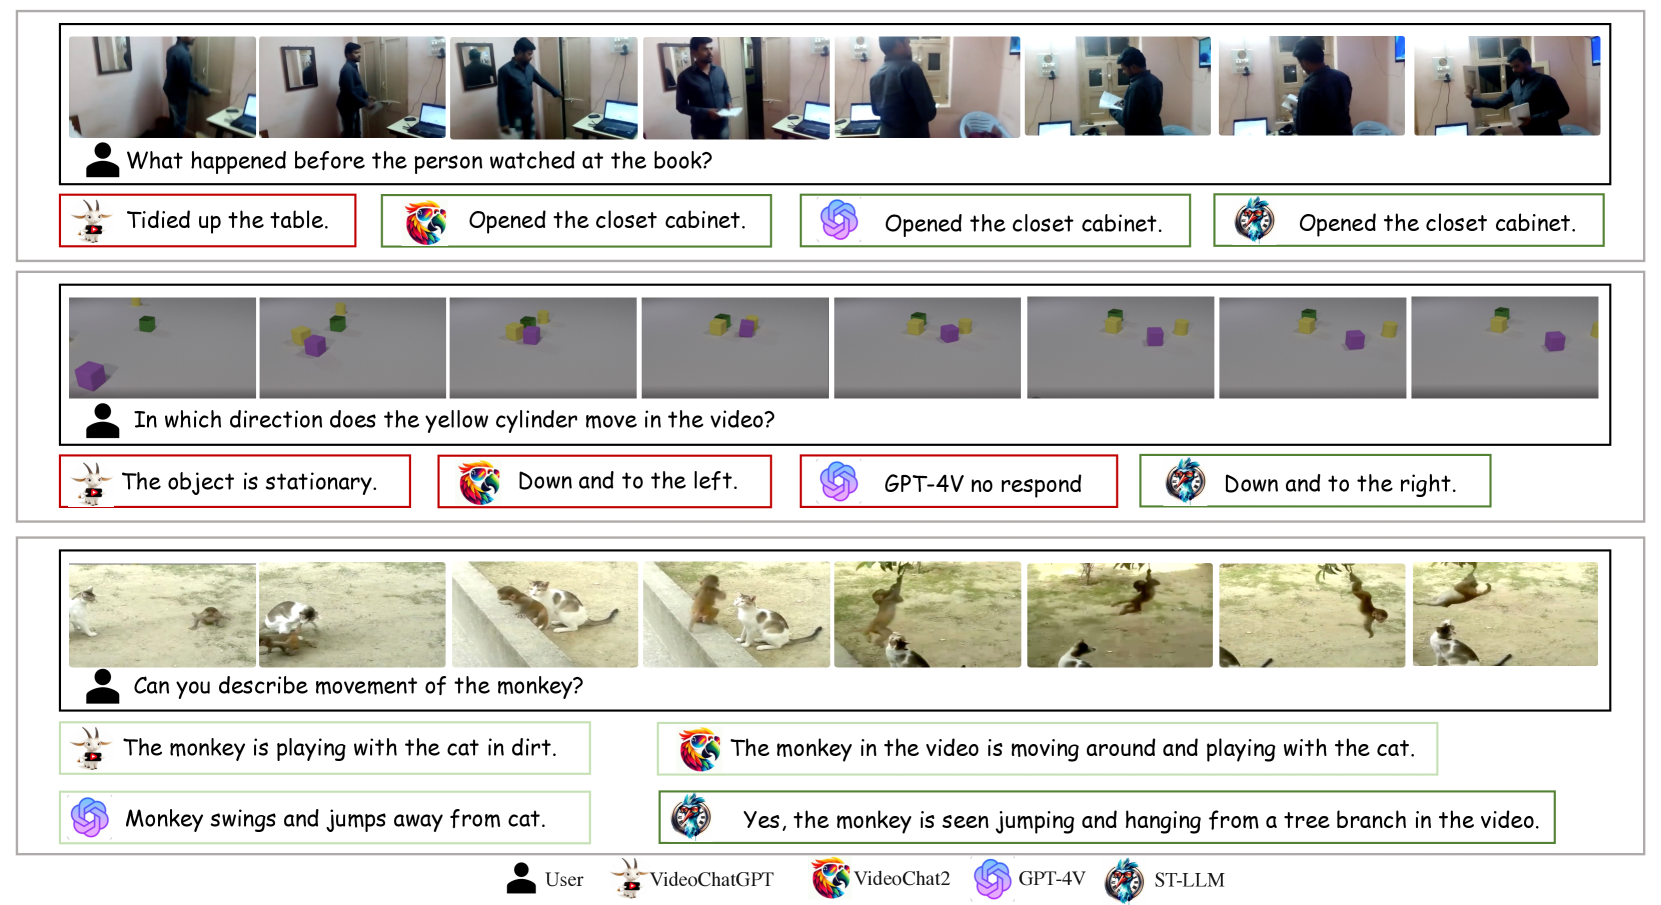 What happened before the person watched at the book?
Tidied up the table.
Opened the closet cabinet.
Opened the closet cabinet.
Opened the closet cabinet.
In which direction does the yellow cylinder move in the video?
The object is stationary.
Down and to the left.
GPT-4V no respond
Down and to the right.
Can you describe movement of the monkey?
The monkey is playing with the cat in dirt.
The monkey in the video is moving around and playing with the cat.
Monkey swings and jumps away from cat.
Yes, the monkey is seen jumping and hanging from a tree branch in the video.
User VideoChatGPT VideoChat2 GPT-4V ST-LLM